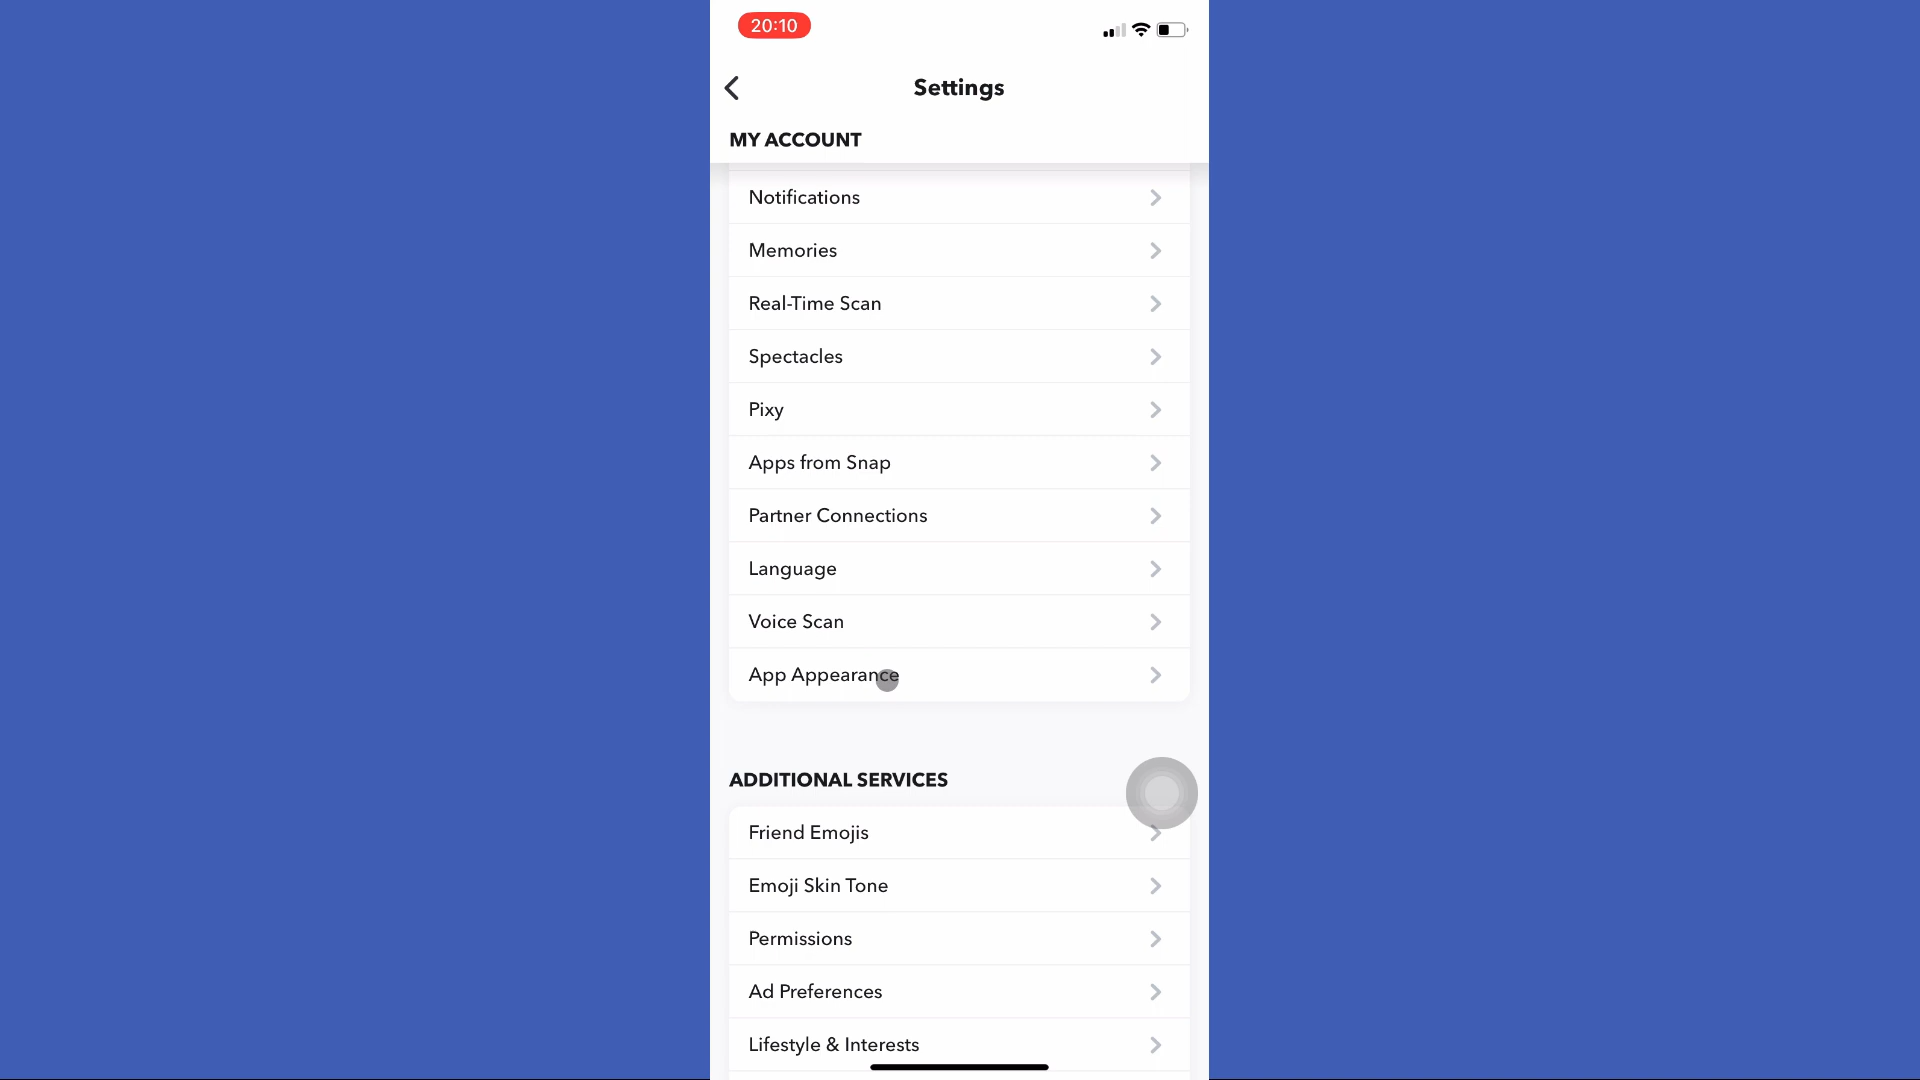 20:10
Settings
MY ACCOUNT
Notifications
Memories
Real-Time Scan
Spectacles
Pixy
Apps from Snap
Partner Connections
Language
Voice Scan
App Appearance
ADDITIONAL SERVICES
Friend Emojis
Emoji Skin Tone
Permissions
Ad Preferences
Lifestyle & Interests